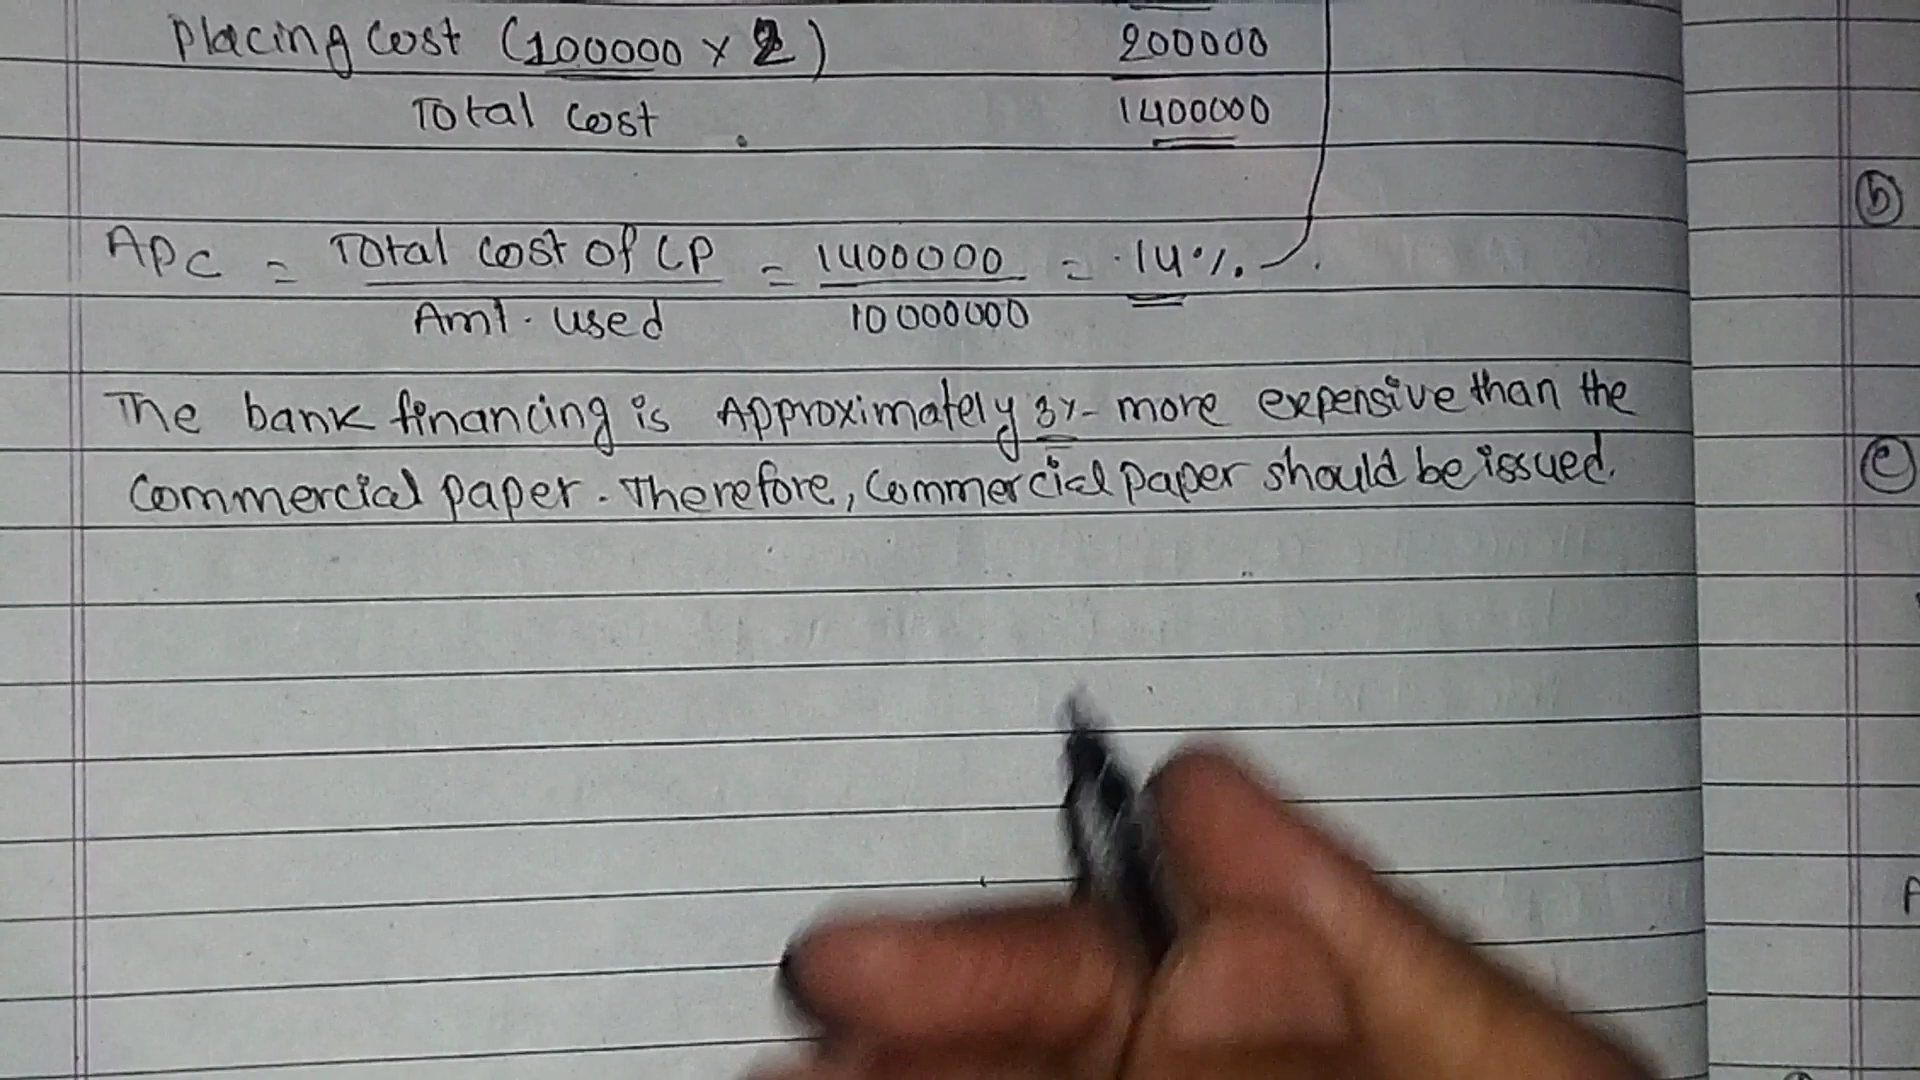 Placing Cost (100000 × 2) 200000
Total Cost 1400000
APC = Total Cost of CP / Amt. used = 1400000 / 10000000 = .14%.
The bank financing is Approximately 3% more expensive than the
Commercial paper. Therefore, Commercial paper should be issued.
b
c